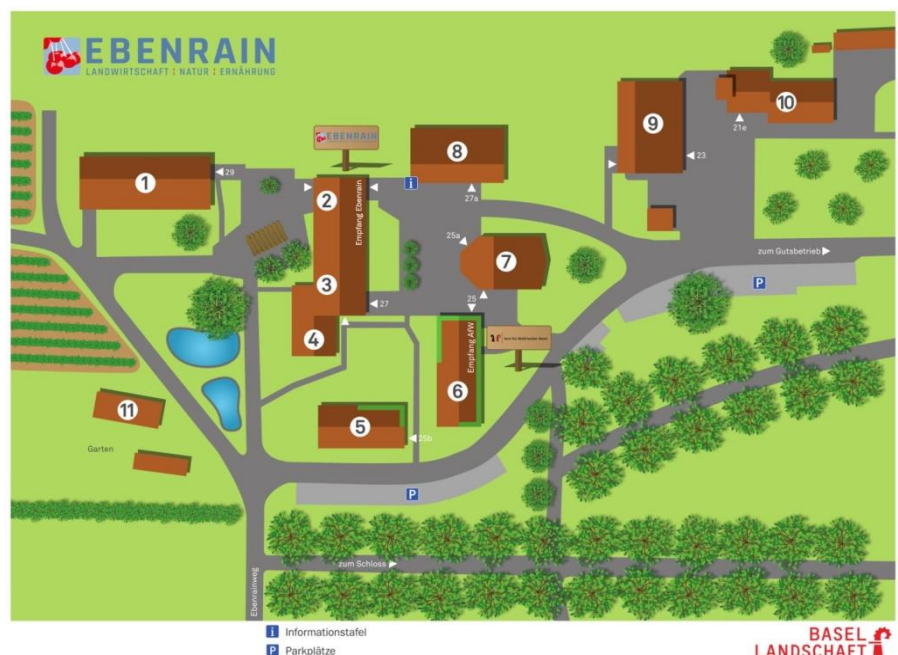 EBENRAIN
LANDWIRTSCHAFT : NATUR : ERNÄHRUNG
EBENRAIN
1
29
2
Empfang Ebenrain
i
8
27a
9
23
10
21e
3
27
4
25a
7
25
zum Gutsbetrieb
P
6
Empfang AfW
5
25b
11
Garten
P
zum Schloss
Ebenrainweg
i Informationstafel
P Parkplätze
BASEL
LANDSCHAFT